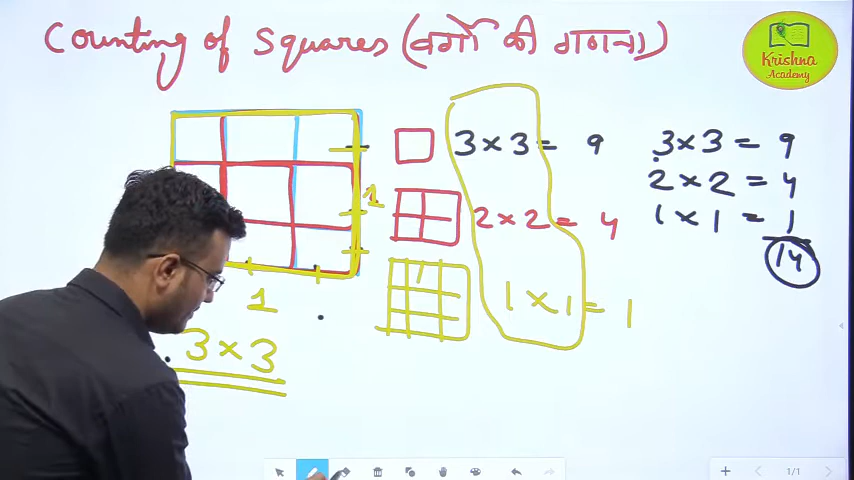 Counting of Squares (वर्गो की गणना)
Krishna
Academy
3×3 = 9
2×2 = 4
1×1 = 1
3×3 = 9
2×2 = 4
1×1 = 1
14
1
1
3×3
1/1